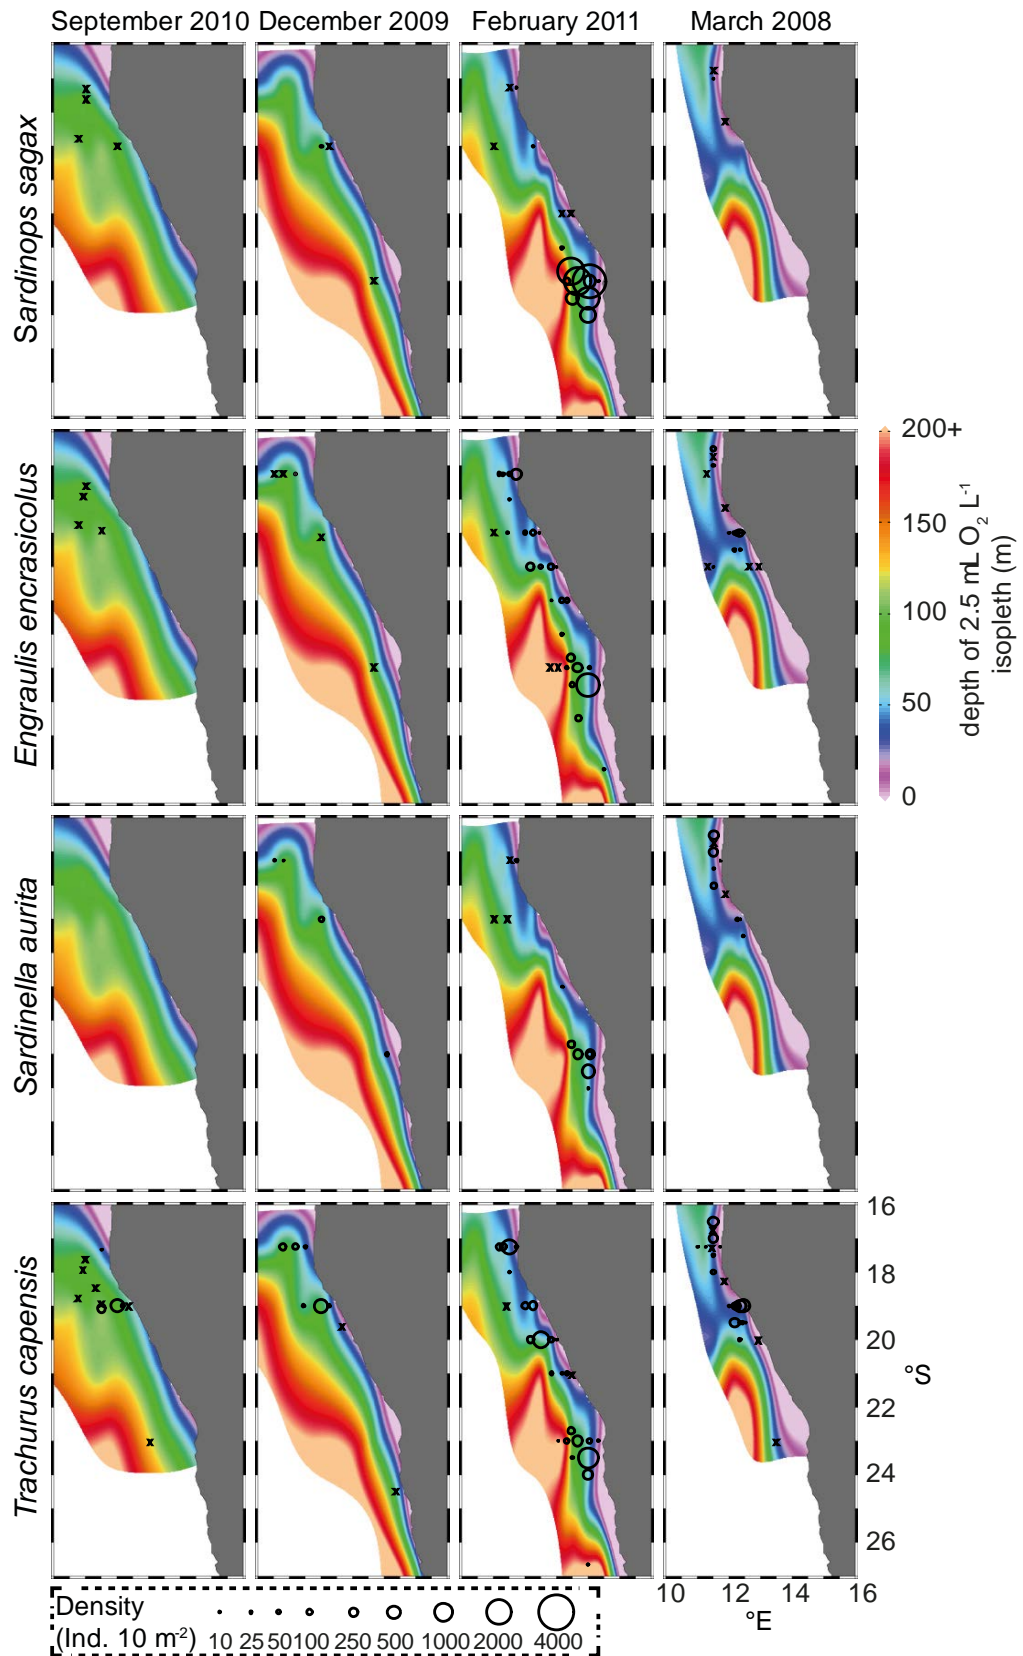 September 2010 December 2009 February 2011 March 2008
Sardinops sagax
Engraulis encrasicolus
Sardinella aurita
Trachurus capensis
200+
150
100
50
0
depth of 2.5 mL O₂ L⁻¹
isopleth (m)
16
18
20
°S
22
24
26
10 12 14 16
°E
Density
(Ind. 10 m⁻²) 10 25 50 100 250 500 1000 2000 4000